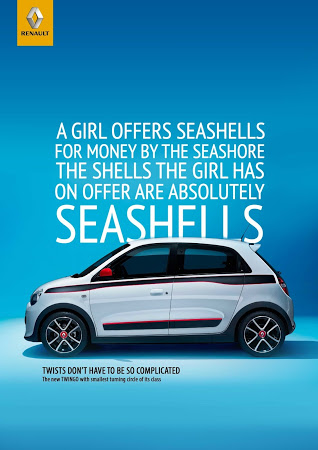 RENAULT
A GIRL OFFERS SEASHELLS
FOR MONEY BY THE SEASHORE
THE SHELLS THE GIRL HAS
ON OFFER ARE ABSOLUTELY
SEASHELLS
TWISTS DON'T HAVE TO BE SO COMPLICATED
The new TWINGO with smallest turning circle of its class